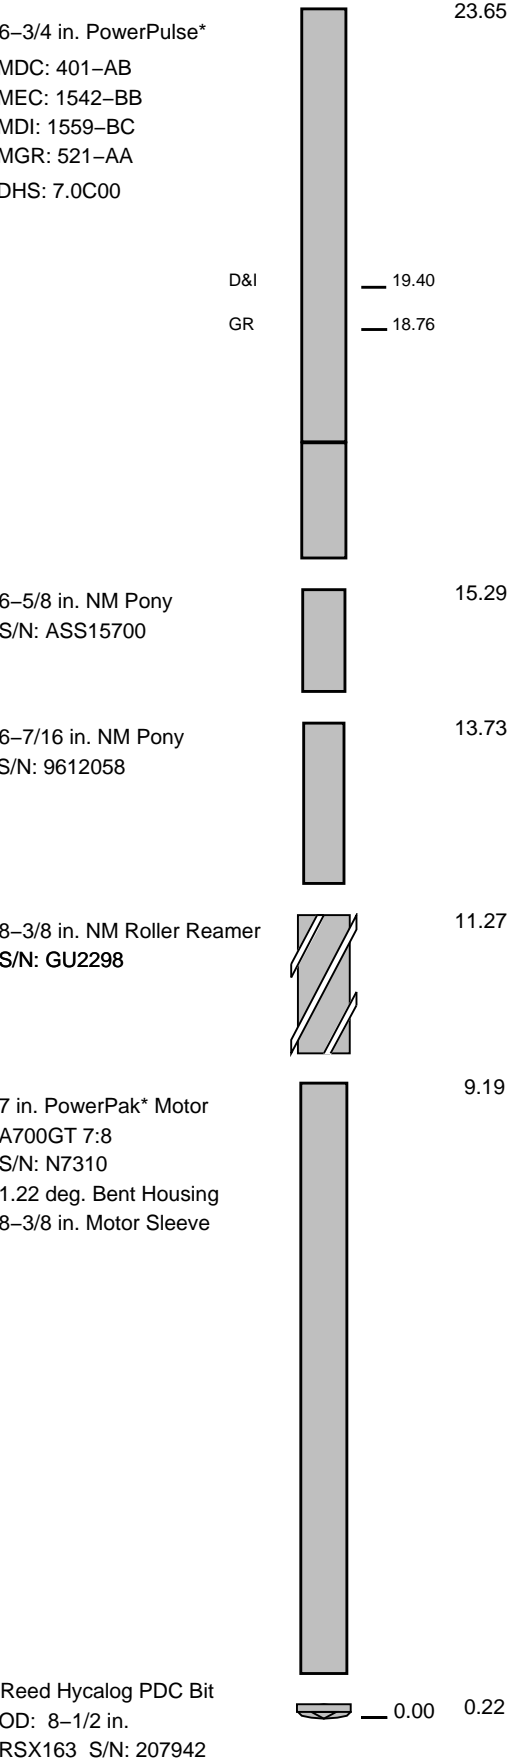 23.65
6–3/4 in. PowerPulse*
MDC: 401–AB
MEC: 1542–BB
MDI: 1559–BC
MGR: 521–AA
DHS: 7.0C00
D&I 19.40
GR 18.76
6–5/8 in. NM Pony 15.29
S/N: ASS15700
6–7/16 in. NM Pony 13.73
S/N: 9612058
8–3/8 in. NM Roller Reamer 11.27
S/N: GU2298
7 in. PowerPak* Motor 9.19
A700GT 7:8
S/N: N7310
1.22 deg. Bent Housing
8–3/8 in. Motor Sleeve
Reed Hycalog PDC Bit
OD: 8–1/2 in. 0.00 0.22
RSX163 S/N: 207942